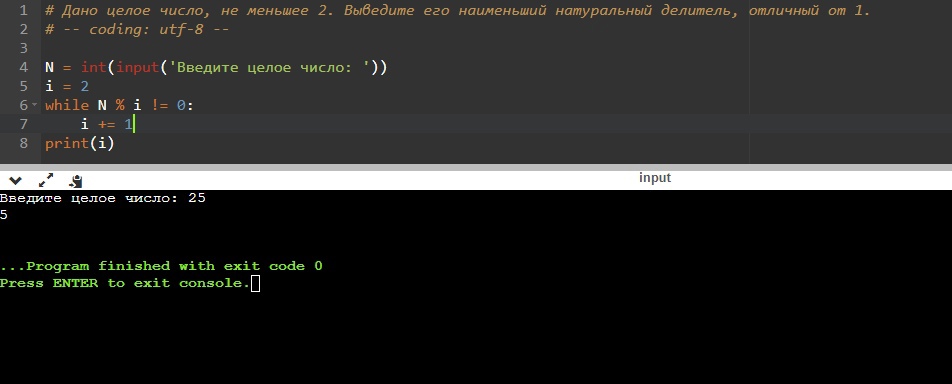 1 # Дано целое число, не меньшее 2. Выведите его наименьший натуральный делитель, отличный от 1.
2 # -- coding: utf-8 --
3
4 N = int(input('Введите целое число: '))
5 i = 2
6 while N % i != 0:
7     i += 1
8 print(i)
input
Введите целое число: 25
5
...Program finished with exit code 0
Press ENTER to exit console.